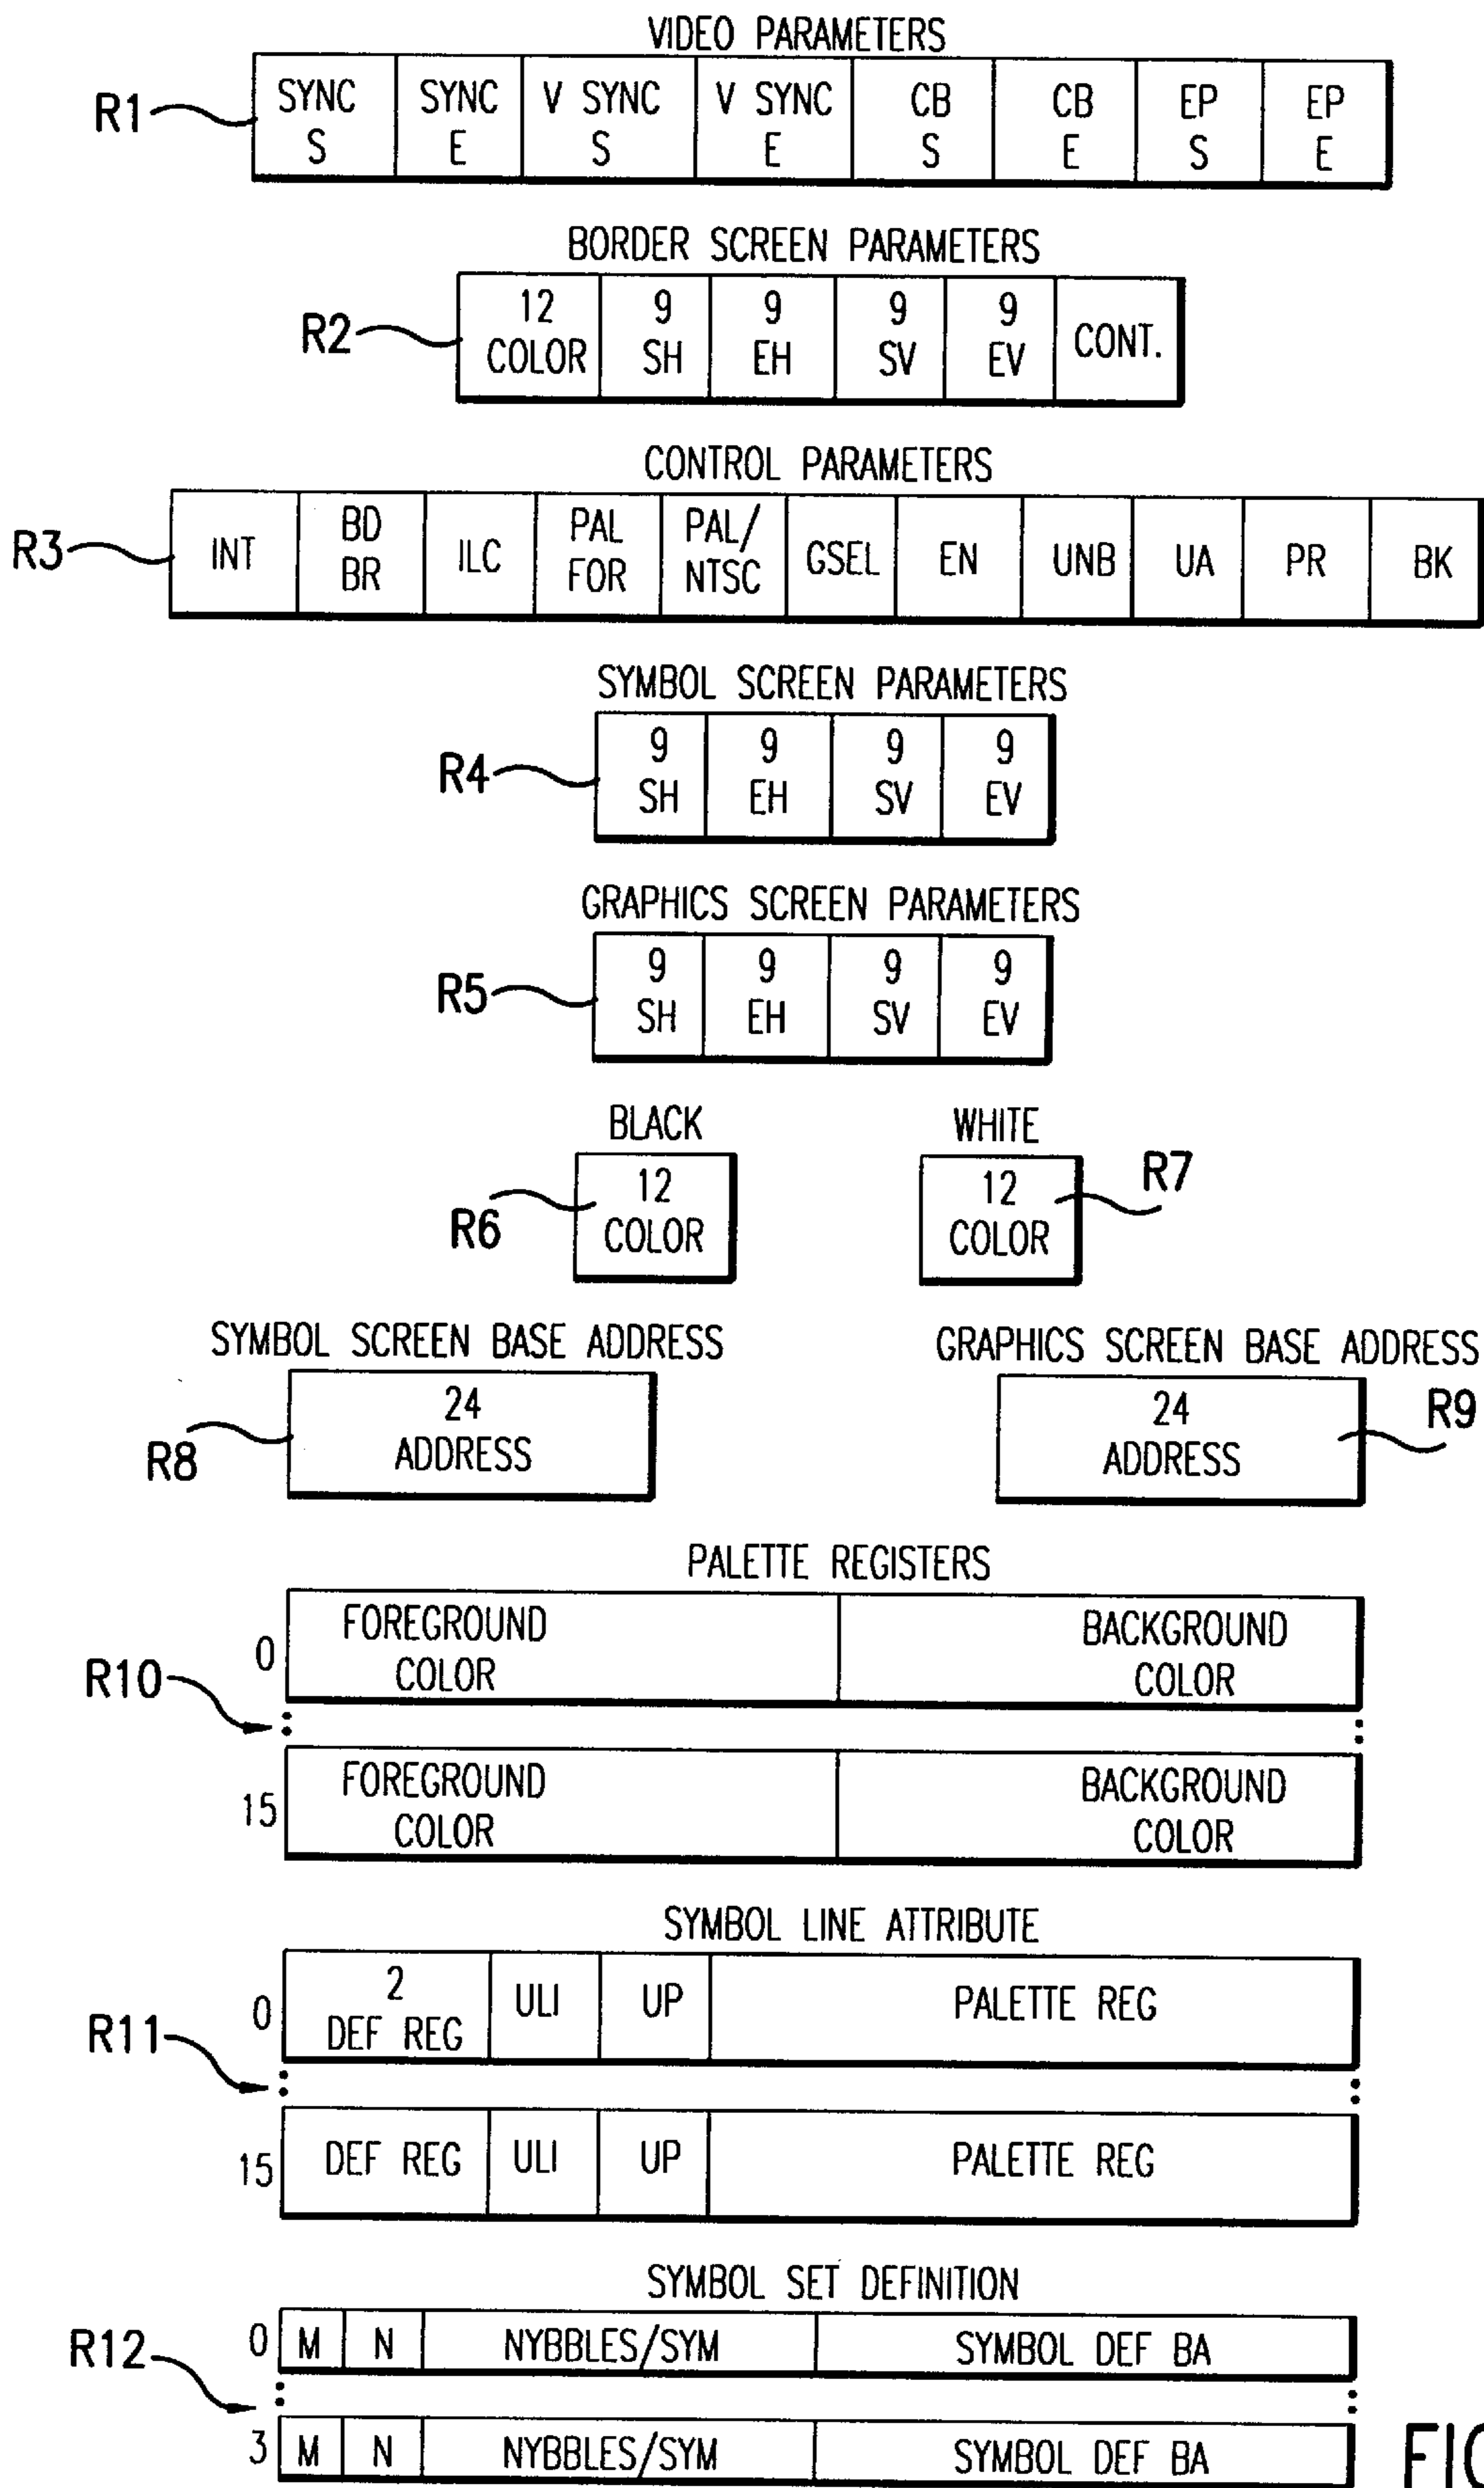 VIDEO PARAMETERS
R1
SYNC S
SYNC E
V SYNC S
V SYNC E
CB S
CB E
EP S
EP E
BORDER SCREEN PARAMETERS
R2
12 COLOR
9 SH
9 EH
9 SV
9 EV
CONT.
CONTROL PARAMETERS
R3
INT
BD BR
ILC
PAL FOR
PAL/ NTSC
GSEL
EN
UNB
UA
PR
BK
SYMBOL SCREEN PARAMETERS
R4
9 SH
9 EH
9 SV
9 EV
GRAPHICS SCREEN PARAMETERS
R5
9 SH
9 EH
9 SV
9 EV
BLACK
R6
12 COLOR
WHITE
12 COLOR
R7
SYMBOL SCREEN BASE ADDRESS
R8
24 ADDRESS
GRAPHICS SCREEN BASE ADDRESS
24 ADDRESS
R9
PALETTE REGISTERS
R10
0 FOREGROUND COLOR BACKGROUND COLOR
15 FOREGROUND COLOR BACKGROUND COLOR
SYMBOL LINE ATTRIBUTE
R11
0 2 DEF REG ULI UP PALETTE REG
15 DEF REG ULI UP PALETTE REG
SYMBOL SET DEFINITION
R12
0 M N NYBBLES/SYM SYMBOL DEF BA
3 M N NYBBLES/SYM SYMBOL DEF BA